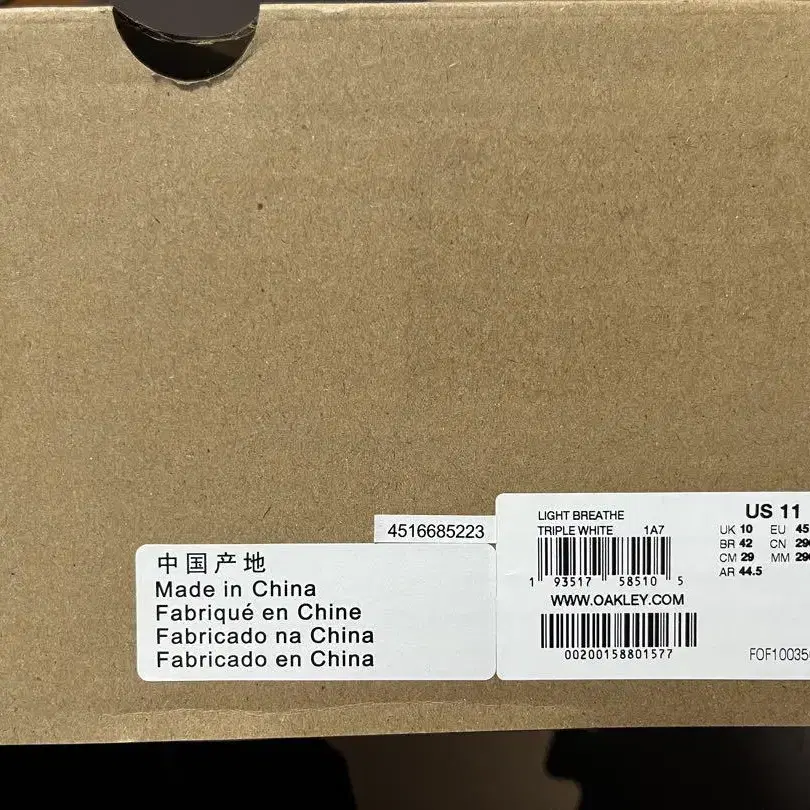 4516685223
中国产地
Made in China
Fabriqué en Chine
Fabricado na China
Fabricado en China
LIGHT BREATHE
TRIPLE WHITE 1A7
1 93517 58510 5
WWW.OAKLEY.COM
00200158801577
US 11
UK 10 EU 45
BR 42 CN
CM 29 MM
AR 44.5